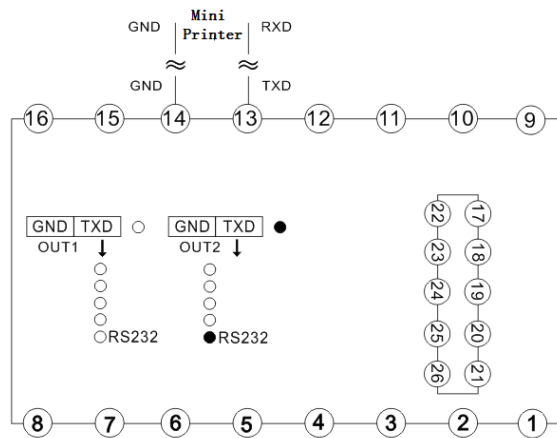 GND Mini Printer RXD
GND TXD
16 15 14 13 12 11 10 9
GND TXD GND TXD
OUT1 OUT2
RS232 RS232
22 17
23 18
24 19
25 20
26 21
8 7 6 5 4 3 2 1